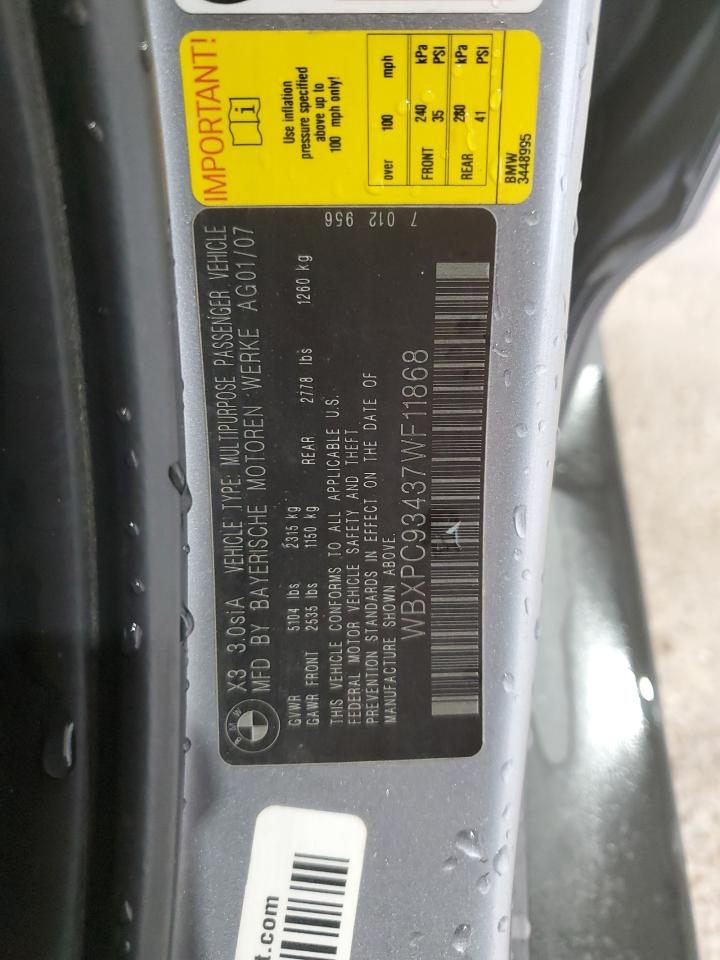 IMPORTANT!
Use inflation
pressure specified
above up to
100 mph only!
over 100 mph
FRONT 240 kPa
35 PSI
REAR 280 kPa
41 PSI
BMW
3448995
7 012 956
BMW
X3 3.0siA VEHICLE TYPE: MULTIPURPOSE PASSENGER VEHICLE
MFD BY BAYERISCHE MOTOREN WERKE AG 01/07
GVWR 5104 lbs 2315 kg
GAWR FRONT 2535 lbs 1150 kg REAR 2778 lbs 1260 kg
THIS VEHICLE CONFORMS TO ALL APPLICABLE U.S.
FEDERAL MOTOR VEHICLE SAFETY AND THEFT
PREVENTION STANDARDS IN EFFECT ON THE DATE OF
MANUFACTURE SHOWN ABOVE.
WBXPC93437WF11868
t.com